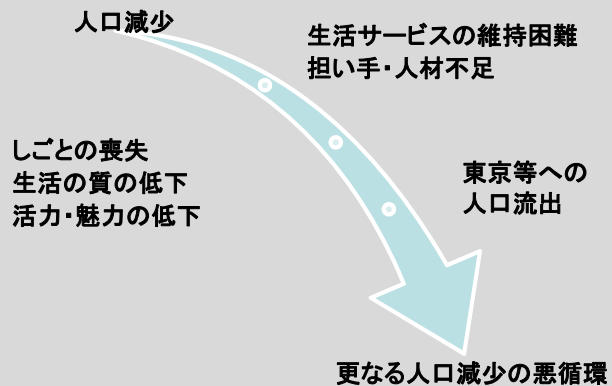 人口減少
生活サービスの維持困難
担い手・人材不足
しごとの喪失
生活の質の低下
活力・魅力の低下
東京等への
人口流出
更なる人口減少の悪循環